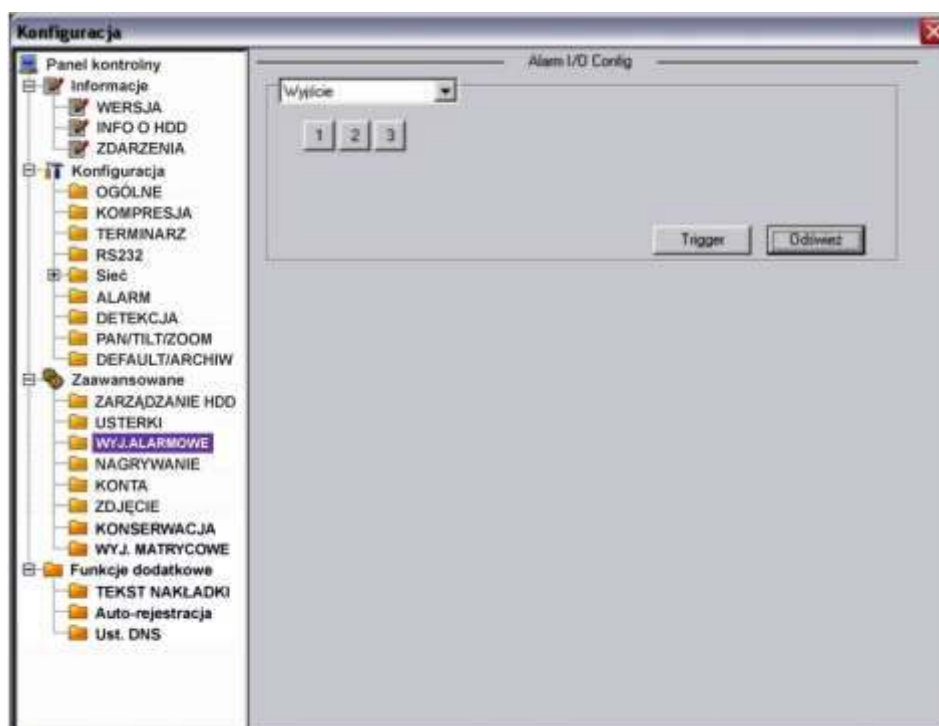 Konfiguracja
Panel kontrolny
Informacje
WERSJA
INFO O HDD
ZDARZENIA
Konfiguracja
OGÓLNE
KOMPRESJA
TERMINARZ
RS232
Sieć
ALARM
DETEKCJA
PAN/TILT/ZOOM
DEFAULT/ARCHIW
Zaawansowane
ZARZĄDZANIE HDD
USTERKI
WYJ.ALARMOWE
NAGRYWANIE
KONTA
ZDJĘCIE
KONSERWACJA
WYJ. MATRYCOWE
Funkcje dodatkowe
TEKST NAKŁADKI
Auto-rejestracja
Ust. DNS
Alarm I/O Config
Wyjście
1 2 3
Trigger Odśwież